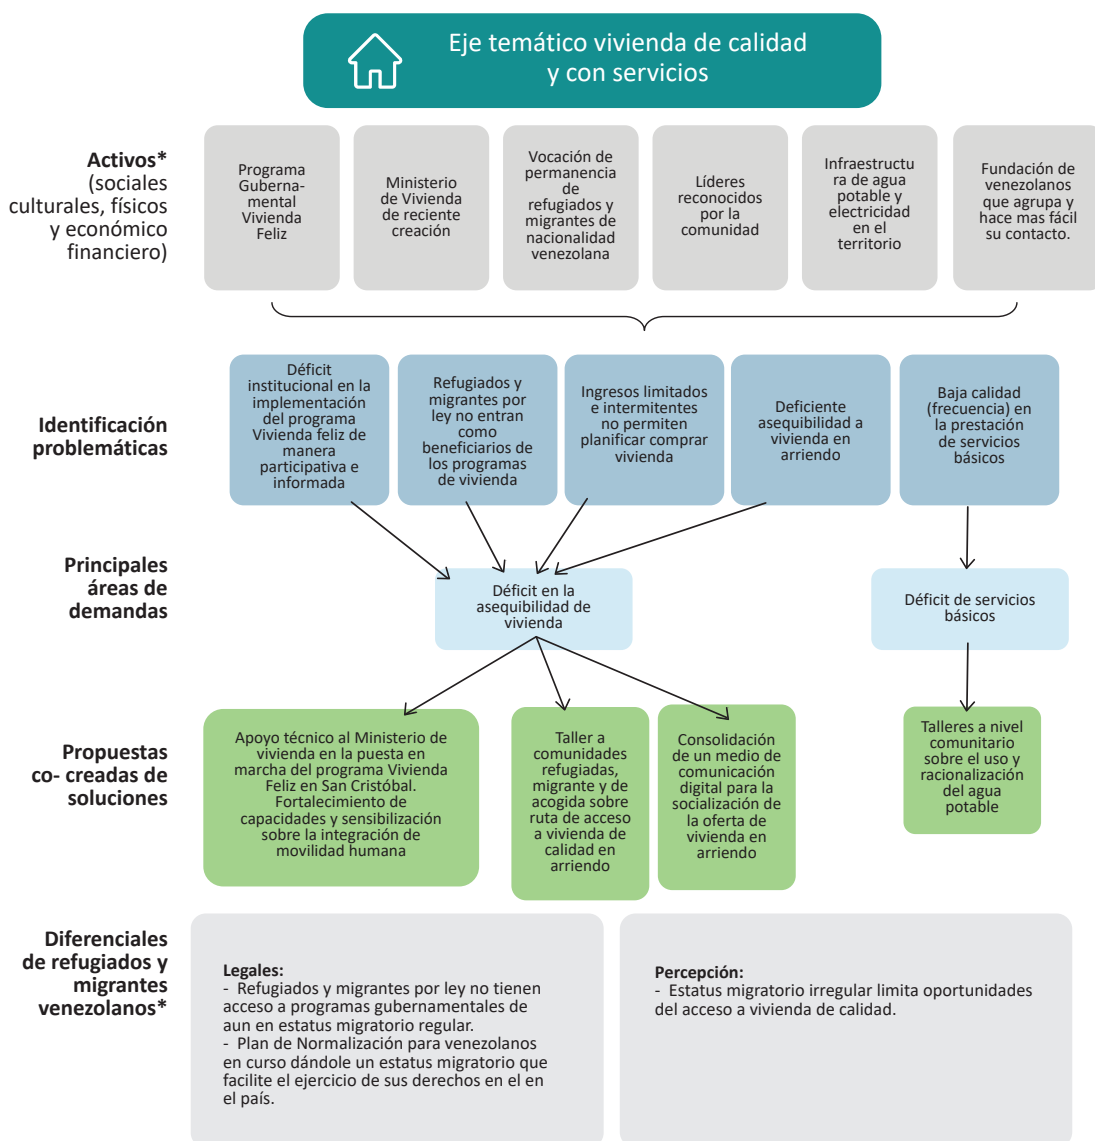 Eje temático vivienda de calidad
y con servicios
Activos*
(sociales
culturales, físicos
y económico
financiero)
Programa
Guberna-
mental
Vivienda
Feliz
Ministerio
de Vivienda
de reciente
creación
Vocación de
permanencia
de
refugiados y
migrantes de
nacionalidad
venezolana
Líderes
reconocidos
por la
comunidad
Infraestructu
ra de agua
potable y
electricidad
en el
territorio
Fundación de
venezolanos
que agrupa y
hace mas fácil
su contacto.
Identificación
problemáticas
Déficit
institucional en la
implementación
del programa
Vivienda feliz de
manera
participativa e
informada
Refugiados y
migrantes por
ley no entran
como
beneficiarios de
los programas
de vivienda
Ingresos limitados
e intermitentes
no permiten
planificar comprar
vivienda
Deficiente
asequibilidad a
vivienda en
arriendo
Baja calidad
(frecuencia) en
la prestación
de servicios
básicos
Principales
áreas de
demandas
Déficit en la
asequibilidad de
vivienda
Déficit de servicios
básicos
Propuestas
co- creadas de
soluciones
Apoyo técnico al Ministerio de
vivienda en la puesta en
marcha del programa Vivienda
Feliz en San Cristóbal.
Fortalecimiento de
capacidades y sensibilización
sobre la integración de
movilidad humana
Taller a
comunidades
refugiadas,
migrante y de
acogida sobre
ruta de acceso
a vivienda de
calidad en
arriendo
Consolidación
de un medio de
comunicación
digital para la
socialización de
la oferta de
vivienda en
arriendo
Talleres a nivel
comunitario
sobre el uso y
racionalización
del agua
potable
Diferenciales
de refugiados y
migrantes
venezolanos*
Legales:
- Refugiados y migrantes por ley no tienen
acceso a programas gubernamentales de
aun en estatus migratorio regular.
- Plan de Normalización para venezolanos
en curso dándole un estatus migratorio que
facilite el ejercicio de sus derechos en el en
el país.
Percepción:
- Estatus migratorio irregular limita oportunidades
del acceso a vivienda de calidad.